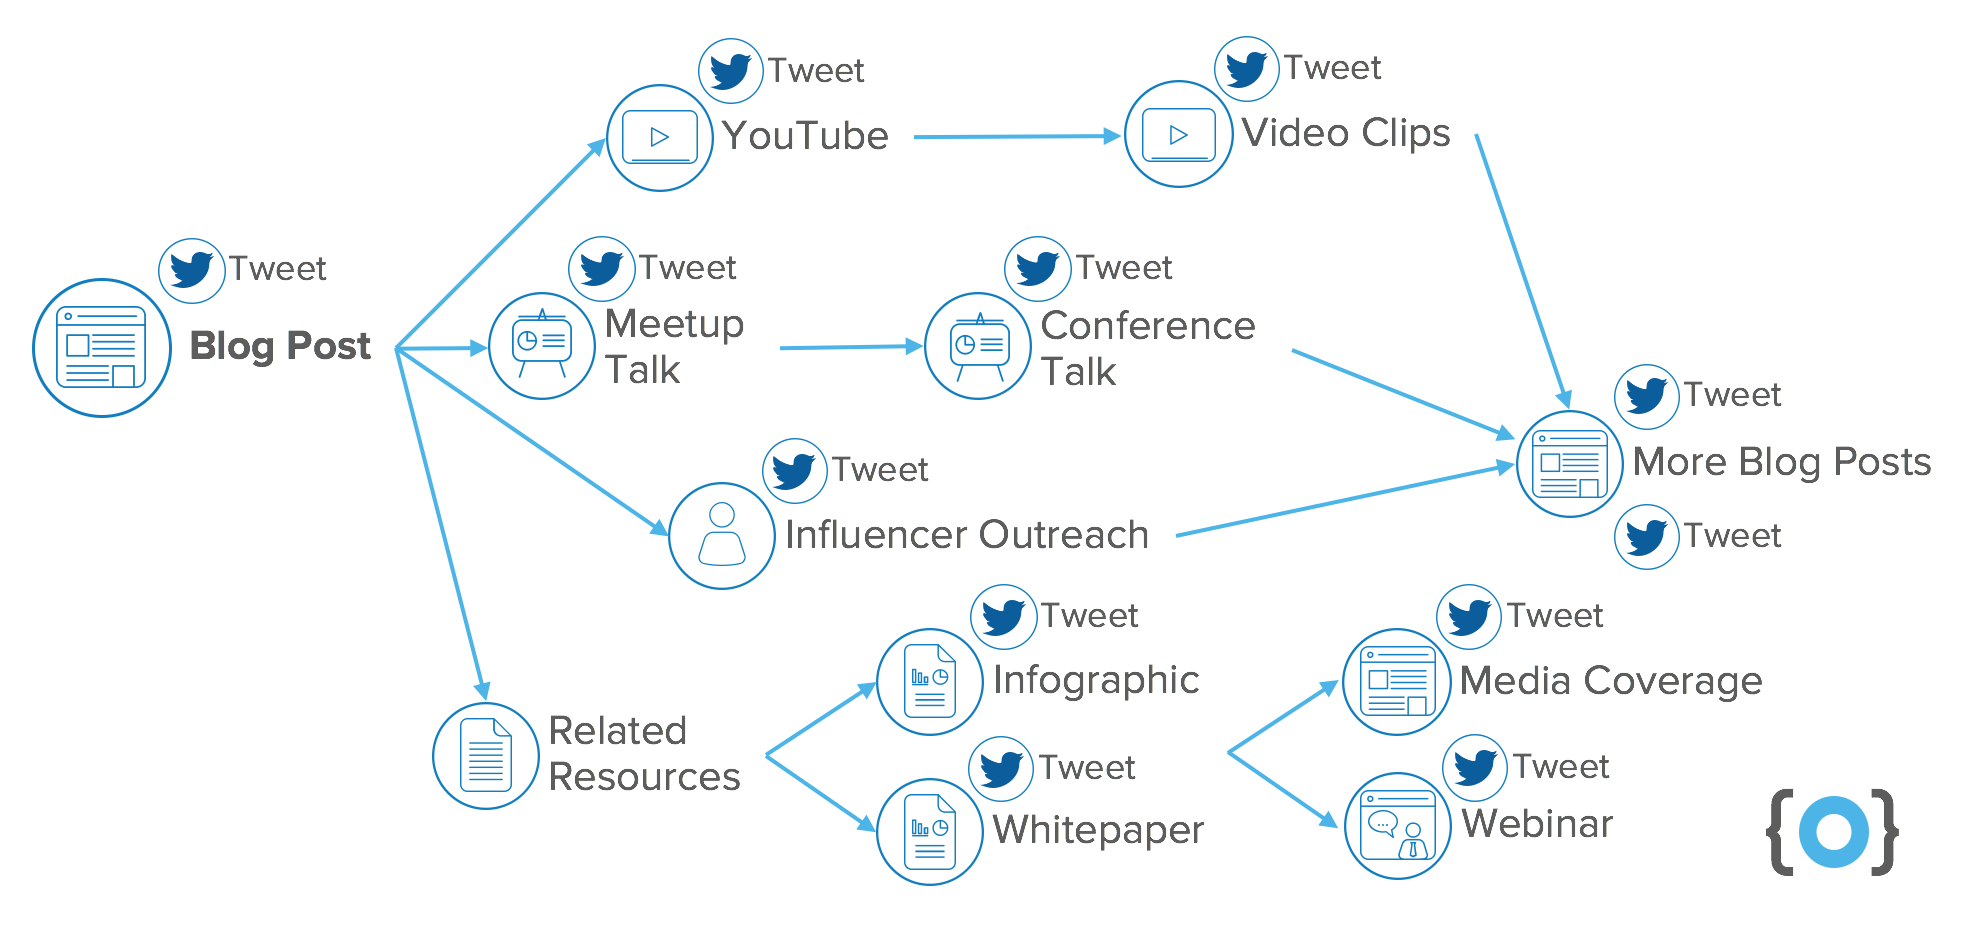 Tweet
YouTube
Tweet
Video Clips
Tweet
Blog Post
Tweet
Meetup
Talk
Tweet
Conference
Talk
Tweet
More Blog Posts
Tweet
Tweet
Influencer Outreach
Related
Resources
Tweet
Infographic
Tweet
Whitepaper
Tweet
Media Coverage
Tweet
Webinar